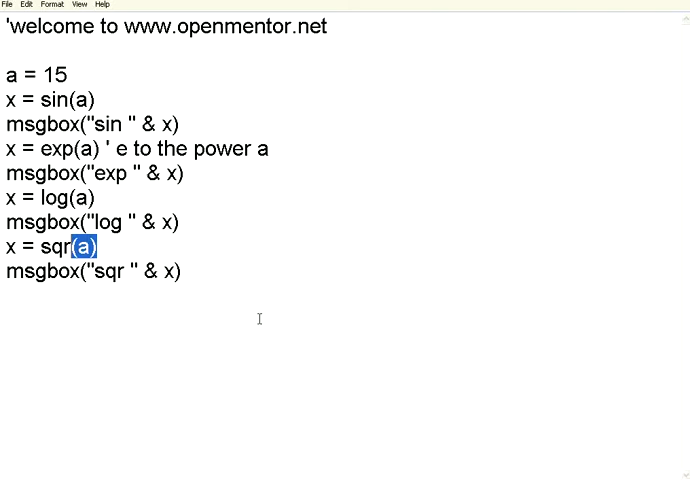 File Edit Format View Help
'welcome to www.openmentor.net
a = 15
x = sin(a)
msgbox("sin " & x)
x = exp(a) ' e to the power a
msgbox("exp " & x)
x = log(a)
msgbox("log " & x)
x = sqr(a)
msgbox("sqr " & x)